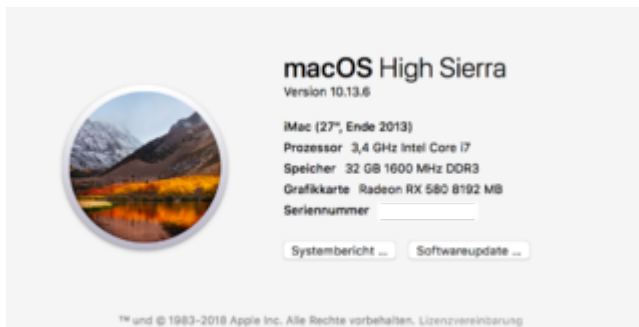 macOS High Sierra
Version 10.13.6
iMac (27", Ende 2013)
Prozessor 3,4 GHz Intel Core i7
Speicher 32 GB 1600 MHz DDR3
Grafikkarte Radeon RX 580 8192 MB
Seriennummer
Systembericht ...
Softwareupdate ...
™ und © 1983-2018 Apple Inc. Alle Rechte vorbehalten. Lizenzvereinbarung